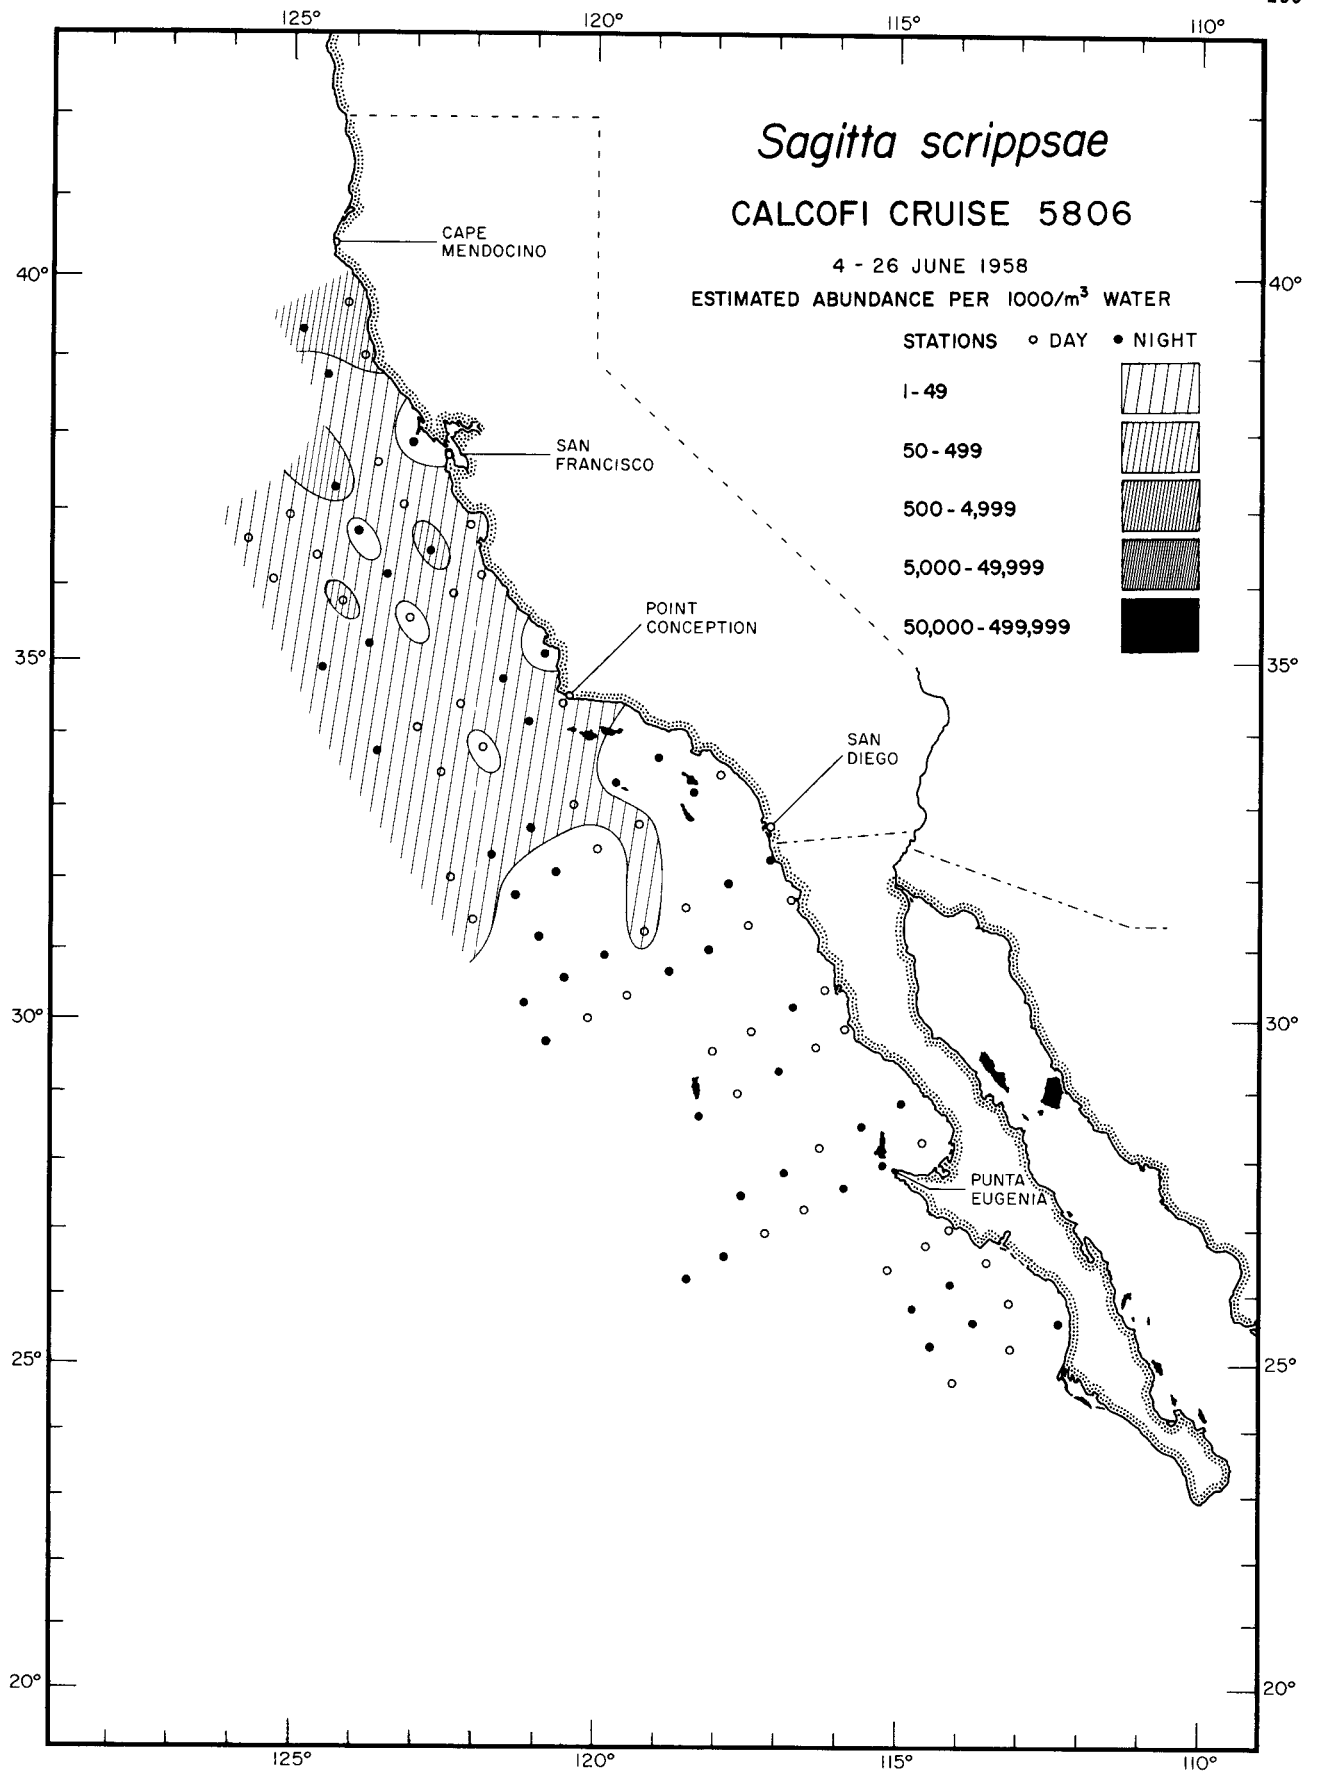 125°
120°
115°
110°
Sagitta scrippsae
CALCOFI CRUISE 5806
4 - 26 JUNE 1958
ESTIMATED ABUNDANCE PER 1000/m³ WATER
STATIONS ○ DAY ● NIGHT
1-49
50-499
500-4,999
5,000-49,999
50,000-499,999
CAPE
MENDOCINO
40°
40°
SAN
FRANCISCO
POINT
CONCEPTION
35°
35°
SAN
DIEGO
30°
30°
PUNTA
EUGENIA
25°
25°
20°
20°
125°
120°
115°
110°